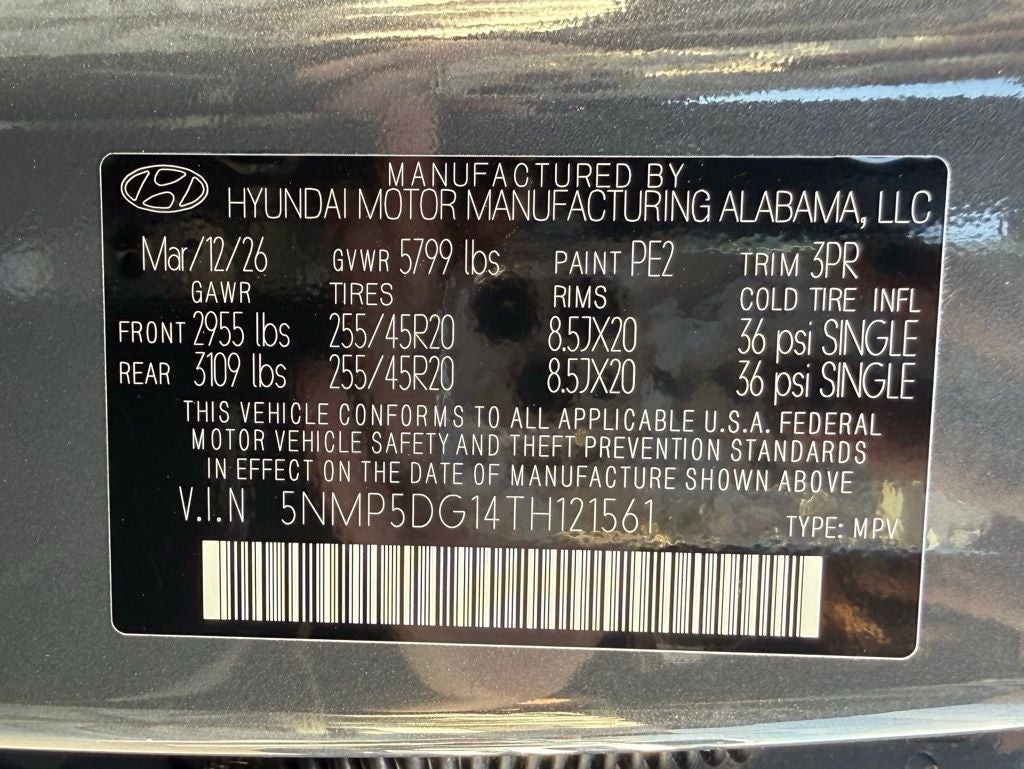 MANUFACTURED BY
HYUNDAI MOTOR MANUFACTURING ALABAMA, LLC
Mar/12/26 GVWR 5799 lbs PAINT PE2 TRIM 3PR
GAWR TIRES RIMS COLD TIRE INFL
FRONT 2955 lbs 255/45R20 8.5JX20 36 psi SINGLE
REAR 3109 lbs 255/45R20 8.5JX20 36 psi SINGLE
THIS VEHICLE CONFORMS TO ALL APPLICABLE U.S.A. FEDERAL
MOTOR VEHICLE SAFETY AND THEFT PREVENTION STANDARDS
IN EFFECT ON THE DATE OF MANUFACTURE SHOWN ABOVE
V.I.N 5NMP5DG14TH121561 TYPE: MPV